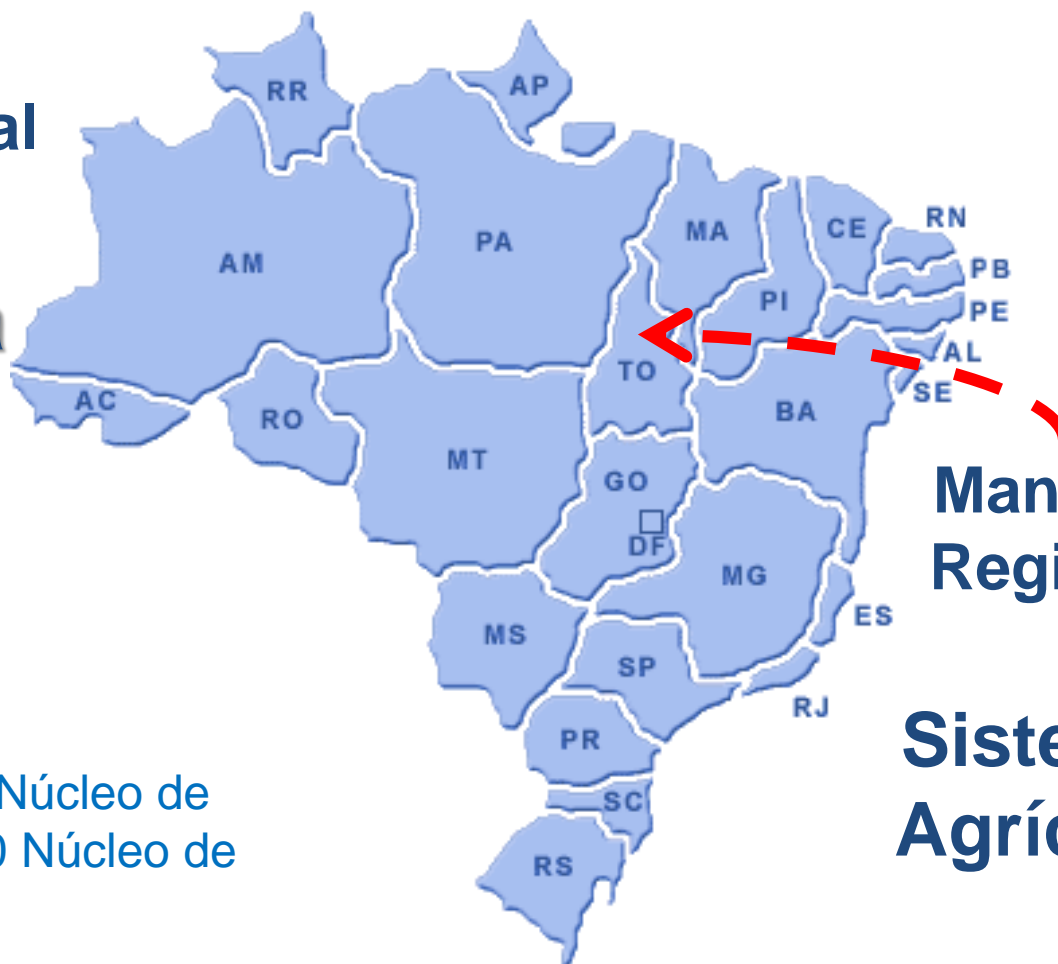 RR
AP
al
AM
PA
MA
CE
RN
PB
PI
PE
TO
AL
SE
AC
RO
BA
MT
GO
DF
MG
ES
MS
SP
RJ
PR
SC
RS
Man
Regi
Siste
Agríc
Núcleo de
0 Núcleo de